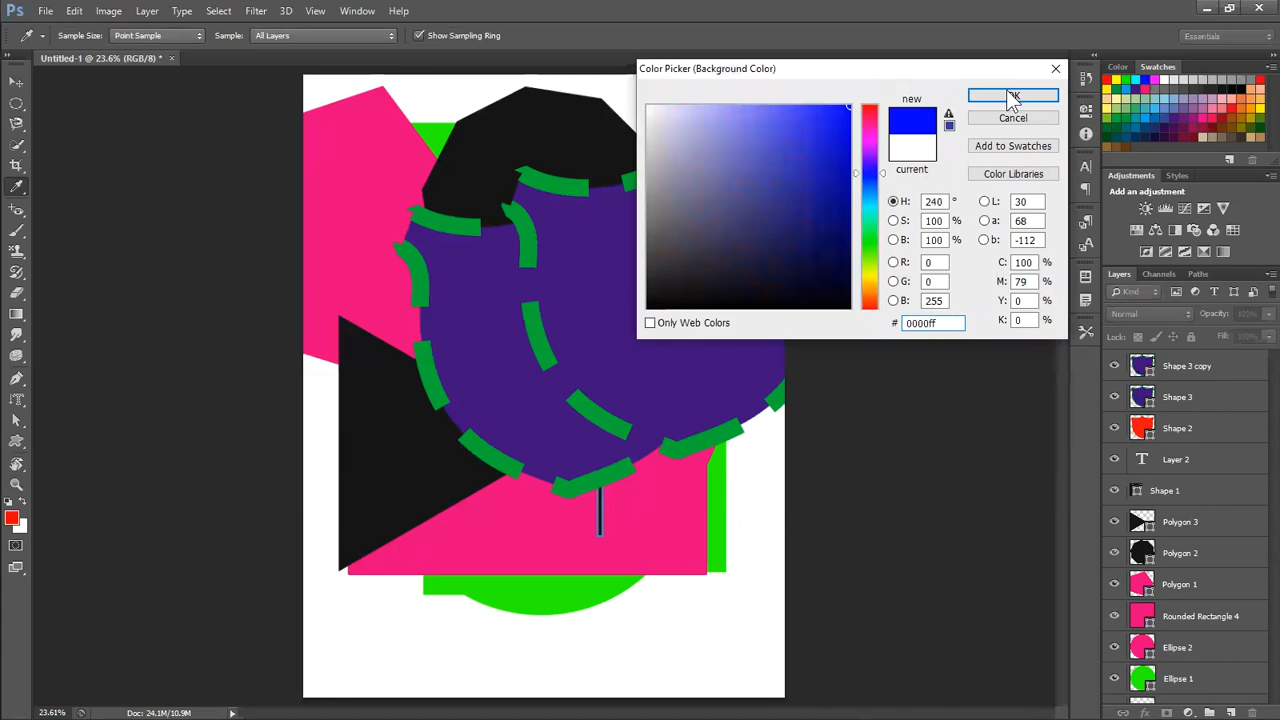 Ps File Edit Image Layer Type Select Filter 3D View Window Help
Sample Size: Point Sample Sample: All Layers Show Sampling Ring Essentials
Untitled-1 @ 23.6% (RGB/8) *
Color Picker (Background Color)
new
current
Cancel
Add to Swatches
Color Libraries
H: 240 °
S: 100 %
B: 100 %
R: 0
G: 0
B: 255
L: 30
a: 68
b: -112
C: 100 %
M: 79 %
Y: 0 %
K: 0 %
# 0000ff
Only Web Colors
Color Swatches
Adjustments Styles
Add an adjustment
Layers Channels Paths
Kind
Normal Opacity:
Lock: Fill: 100%
Shape 3 copy
Shape 3
Shape 2
T Layer 2
Shape 1
Polygon 3
Polygon 2
Polygon 1
Rounded Rectangle 4
Ellipse 2
Ellipse 1
23.61% Doc: 24.1M/10.9M